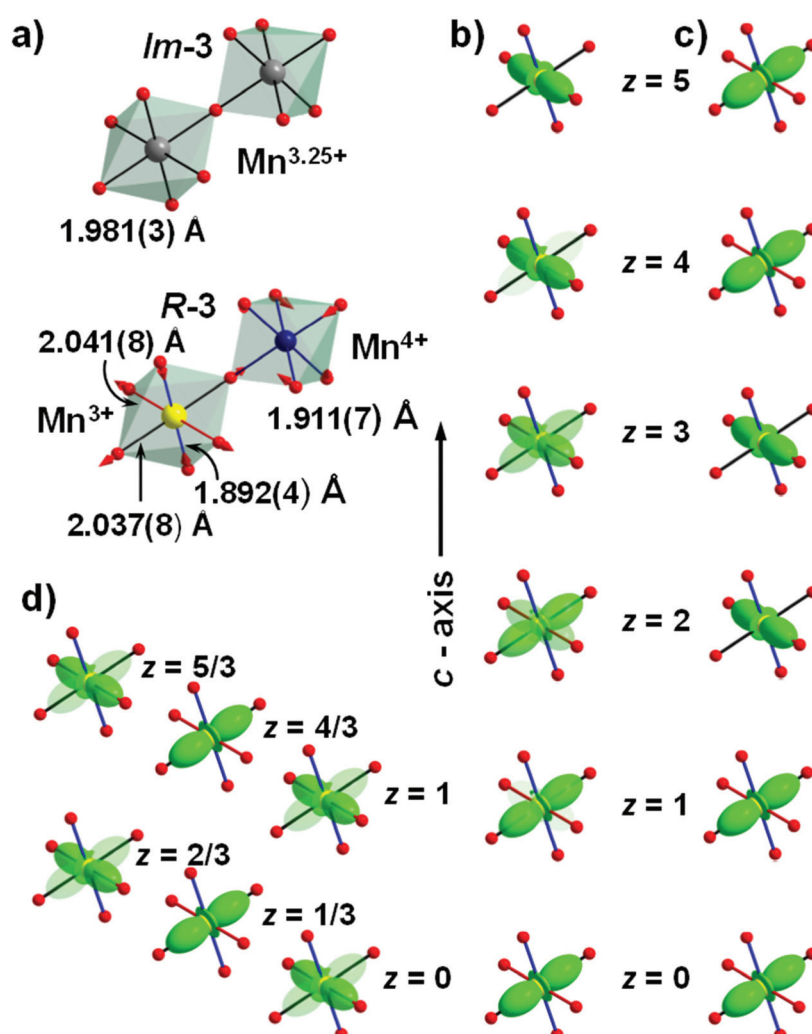 a)
Im-3
Mn3.25+
1.981(3) Å
R-3
2.041(8) Å
Mn4+
Mn3+
1.911(7) Å
1.892(4) Å
2.037(8) Å
b)
c)
z = 5
z = 4
z = 3
z = 2
z = 1
z = 0
c - axis
d)
z = 5/3
z = 4/3
z = 1
z = 2/3
z = 1/3
z = 0